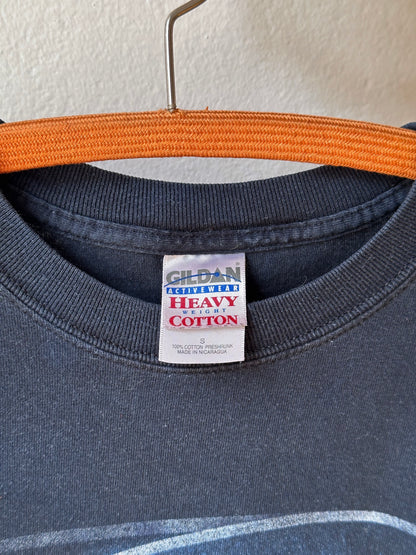 GILDAN®
ACTIVEWEAR
HEAVY
WEIGHT
COTTON
S
100% COTTON PRESHRUNK
MADE IN NICARAGUA